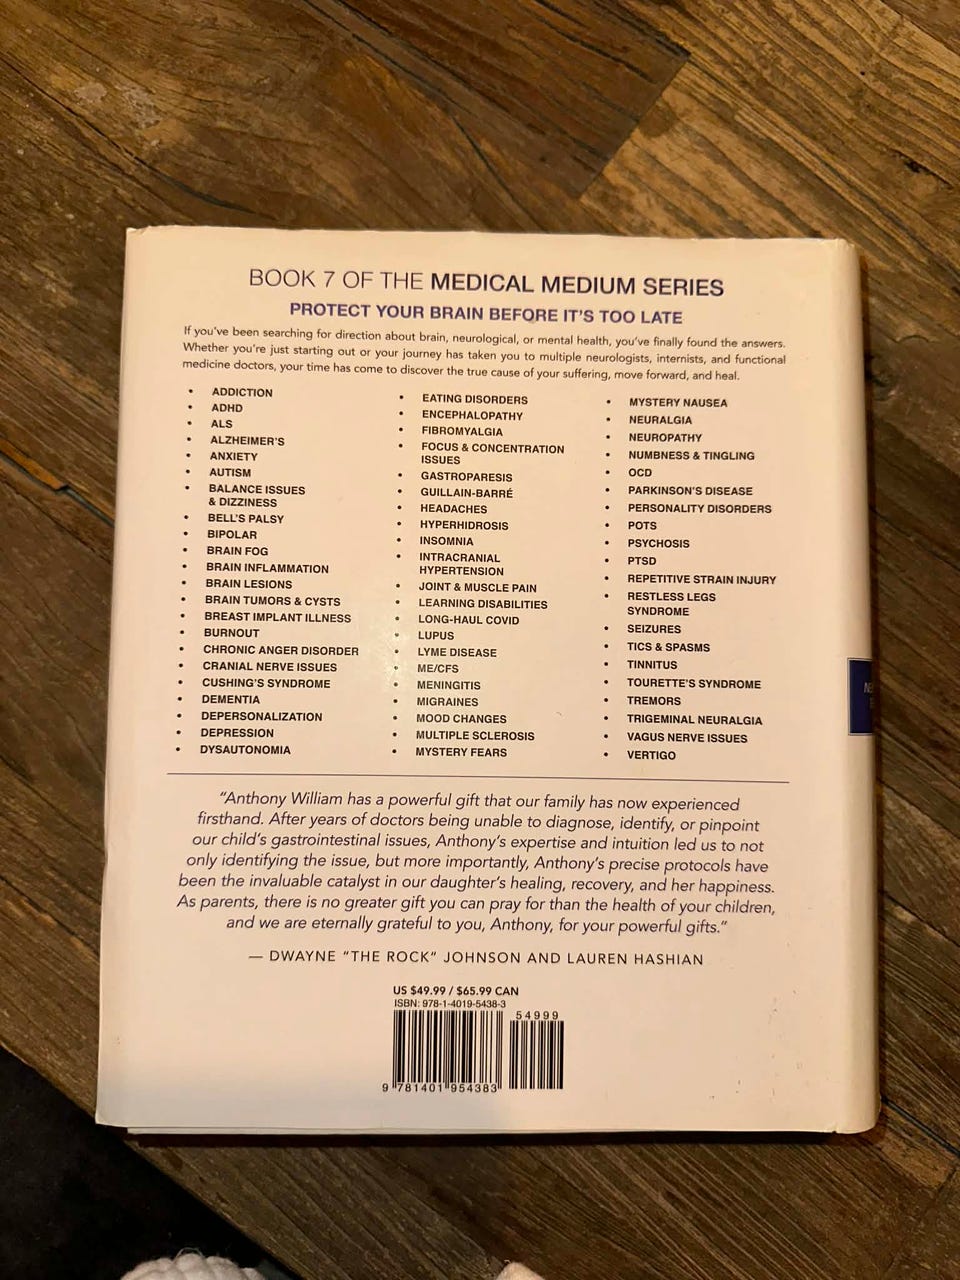 BOOK 7 OF THE MEDICAL MEDIUM SERIES
PROTECT YOUR BRAIN BEFORE IT'S TOO LATE
If you've been searching for direction about brain, neurological, or mental health, you've finally found the answers.
Whether you're just starting out or your journey has taken you to multiple neurologists, internists, and functional
medicine doctors, your time has come to discover the true cause of your suffering, move forward, and heal.
• ADDICTION
• ADHD
• ALS
• ALZHEIMER'S
• ANXIETY
• AUTISM
• BALANCE ISSUES
& DIZZINESS
• BELL'S PALSY
• BIPOLAR
• BRAIN FOG
• BRAIN INFLAMMATION
• BRAIN LESIONS
• BRAIN TUMORS & CYSTS
• BREAST IMPLANT ILLNESS
• BURNOUT
• CHRONIC ANGER DISORDER
• CRANIAL NERVE ISSUES
• CUSHING'S SYNDROME
• DEMENTIA
• DEPERSONALIZATION
• DEPRESSION
• DYSAUTONOMIA
• EATING DISORDERS
• ENCEPHALOPATHY
• FIBROMYALGIA
• FOCUS & CONCENTRATION
ISSUES
• GASTROPARESIS
• GUILLAIN-BARRÉ
• HEADACHES
• HYPERHIDROSIS
• INSOMNIA
• INTRACRANIAL
HYPERTENSION
• JOINT & MUSCLE PAIN
• LEARNING DISABILITIES
• LONG-HAUL COVID
• LUPUS
• LYME DISEASE
• ME/CFS
• MENINGITIS
• MIGRAINES
• MOOD CHANGES
• MULTIPLE SCLEROSIS
• MYSTERY FEARS
• MYSTERY NAUSEA
• NEURALGIA
• NEUROPATHY
• NUMBNESS & TINGLING
• OCD
• PARKINSON'S DISEASE
• PERSONALITY DISORDERS
• POTS
• PSYCHOSIS
• PTSD
• REPETITIVE STRAIN INJURY
• RESTLESS LEGS
SYNDROME
• SEIZURES
• TICS & SPASMS
• TINNITUS
• TOURETTE'S SYNDROME
• TREMORS
• TRIGEMINAL NEURALGIA
• VAGUS NERVE ISSUES
• VERTIGO
"Anthony William has a powerful gift that our family has now experienced
firsthand. After years of doctors being unable to diagnose, identify, or pinpoint
our child's gastrointestinal issues, Anthony's expertise and intuition led us to not
only identifying the issue, but more importantly, Anthony's precise protocols have
been the invaluable catalyst in our daughter's healing, recovery, and her happiness.
As parents, there is no greater gift you can pray for than the health of your children,
and we are eternally grateful to you, Anthony, for your powerful gifts."
— DWAYNE "THE ROCK" JOHNSON AND LAUREN HASHIAN
US $49.99 / $65.99 CAN
ISBN: 978-1-4019-5438-3
54999
9 781401 954383